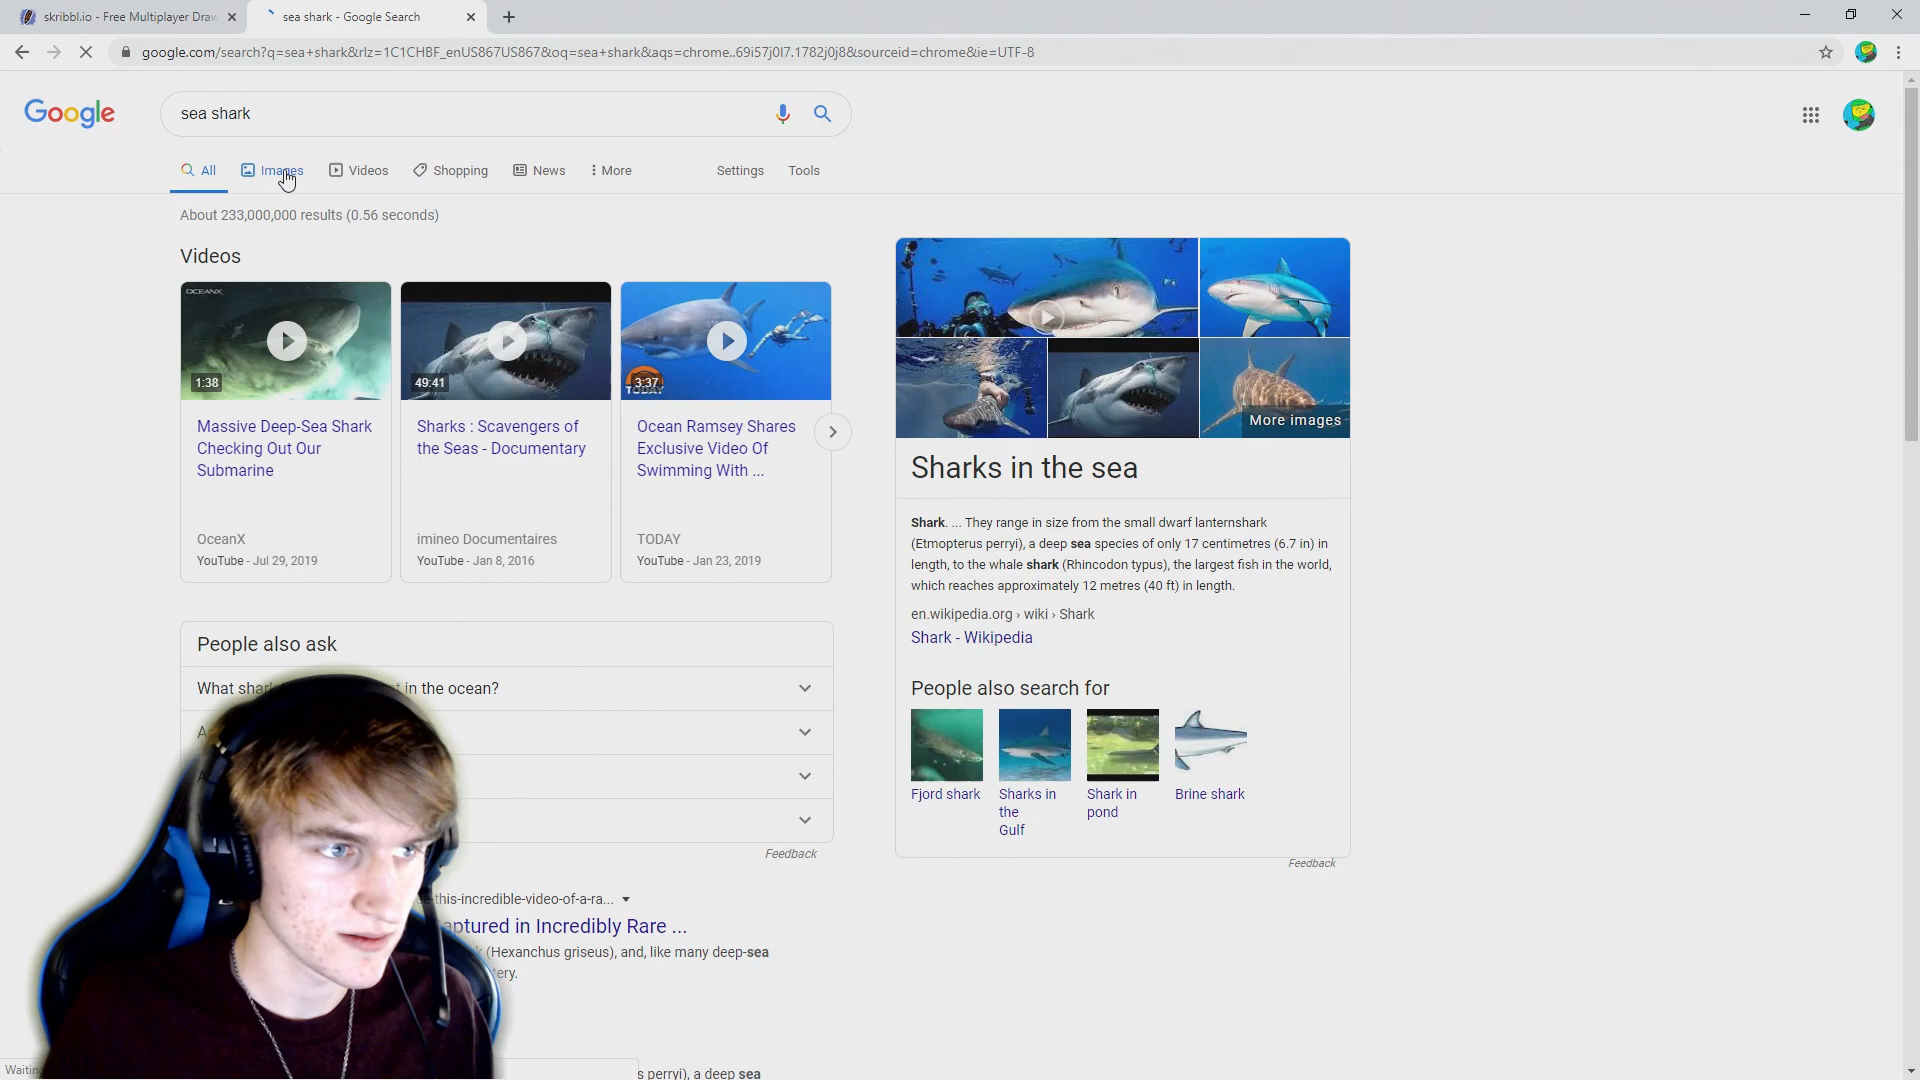 skribbl.io - Free Multiplayer Draw
sea shark - Google Search
google.com/search?q=sea+shark&rlz=1C1CHBF_enUS867US867&oq=sea+shark&aqs=chrome..69i57j0l7.1782j0j8&sourceid=chrome&ie=UTF-8
Google
sea shark
All
Images
Videos
Shopping
News
More
Settings
Tools
About 233,000,000 results (0.56 seconds)
Videos
OCEANX
1:38
49:41
3:37
TODAY
Massive Deep-Sea Shark
Checking Out Our
Submarine
OceanX
YouTube - Jul 29, 2019
Sharks : Scavengers of
the Seas - Documentary
imineo Documentaires
YouTube - Jan 8, 2016
Ocean Ramsey Shares
Exclusive Video Of
Swimming With ...
TODAY
YouTube - Jan 23, 2019
People also ask
What in the ocean?
Feedback
-this-incredible-video-of-a-ra...
in Incredibly Rare ...
(Hexanchus griseus), and, like many deep-sea
s perryi), a deep sea
More images
Sharks in the sea
Shark. ... They range in size from the small dwarf lanternshark
(Etmopterus perryi), a deep sea species of only 17 centimetres (6.7 in) in
length, to the whale shark (Rhincodon typus), the largest fish in the world,
which reaches approximately 12 metres (40 ft) in length.
en.wikipedia.org › wiki › Shark
Shark - Wikipedia
People also search for
Fjord shark
Sharks in
the
Gulf
Shark in
pond
Brine shark
Feedback